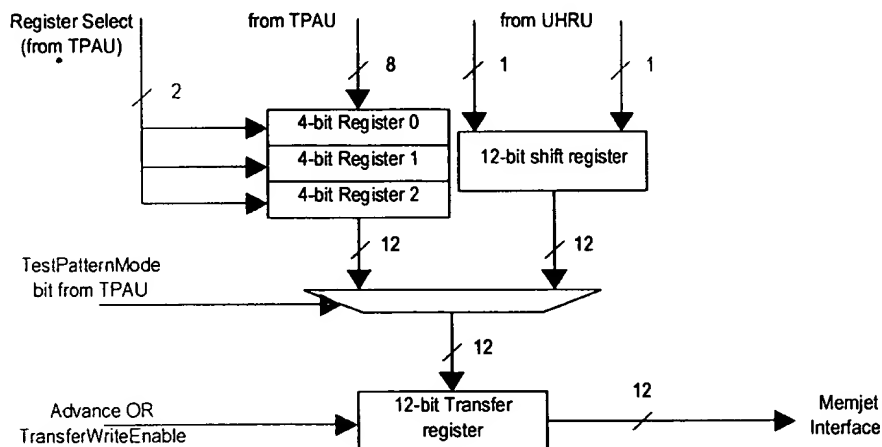 Register Select
(from TPAU)
from TPAU
from UHRU
2
8
1
1
4-bit Register 0
4-bit Register 1
4-bit Register 2
12-bit shift register
12
12
TestPatternMode
bit from TPAU
12
Advance OR
TransferWriteEnable
12-bit Transfer
register
12
Memjet
Interface